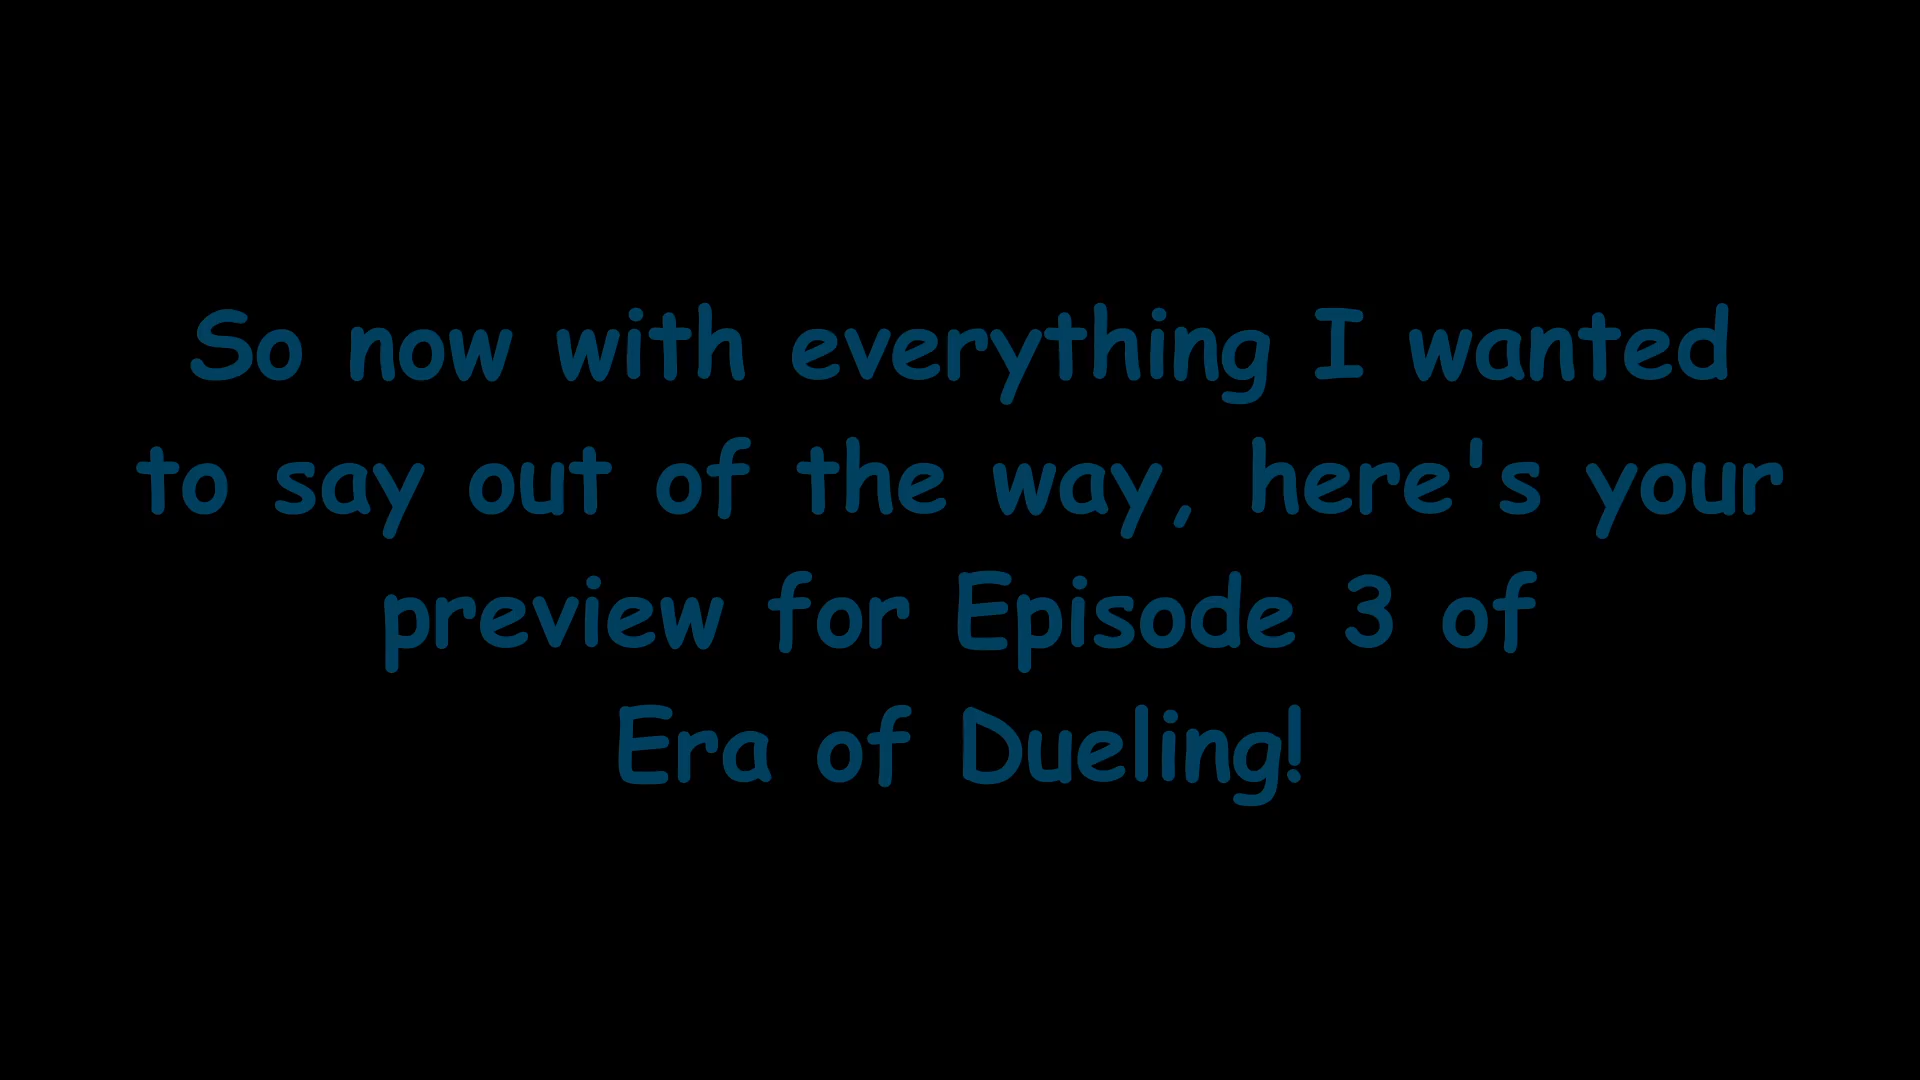 So now with everything I wanted
to say out of the way, here's your
preview for Episode 3 of
Era of Dueling!